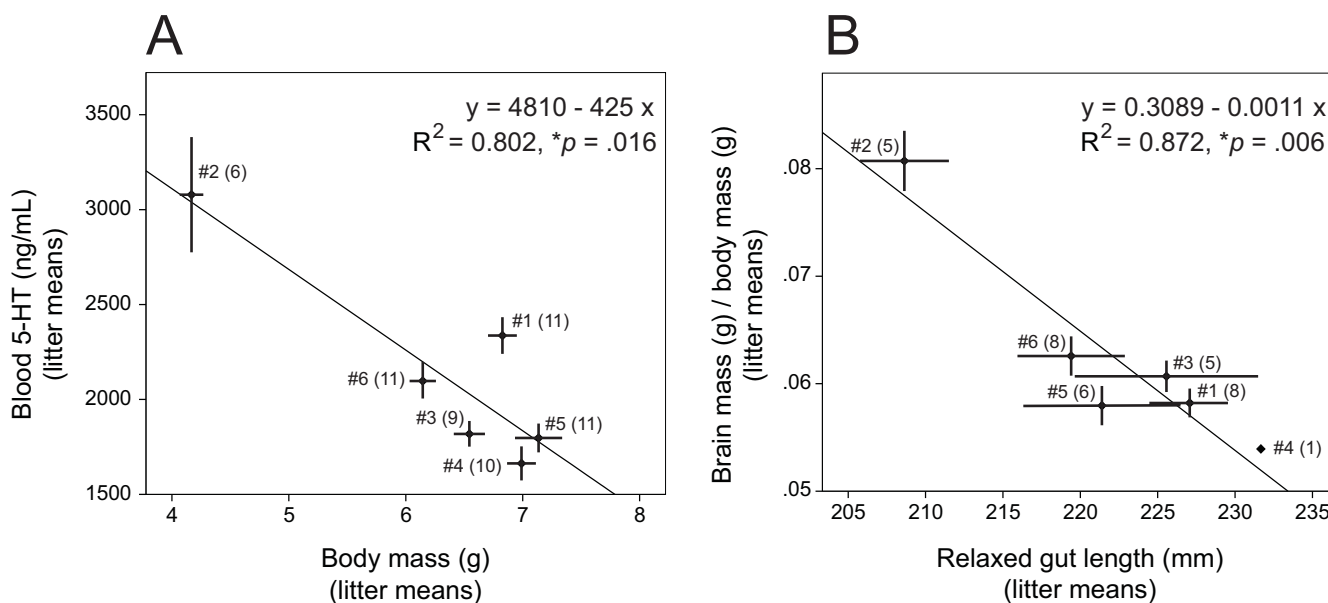 A
y = 4810 - 425 x
R² = 0.802, *p = .016
#2 (6)
#1 (11)
#6 (11)
#3 (9)
#5 (11)
#4 (10)
3500
3000
2500
2000
1500
4 5 6 7 8
Blood 5-HT (ng/mL)
(litter means)
Body mass (g)
(litter means)
B
y = 0.3089 - 0.0011 x
R² = 0.872, *p = .006
#2 (5)
#6 (8)
#3 (5)
#5 (6)
#1 (8)
#4 (1)
.08
.07
.06
.05
205 210 215 220 225 230 235
Brain mass (g) / body mass (g)
(litter means)
Relaxed gut length (mm)
(litter means)